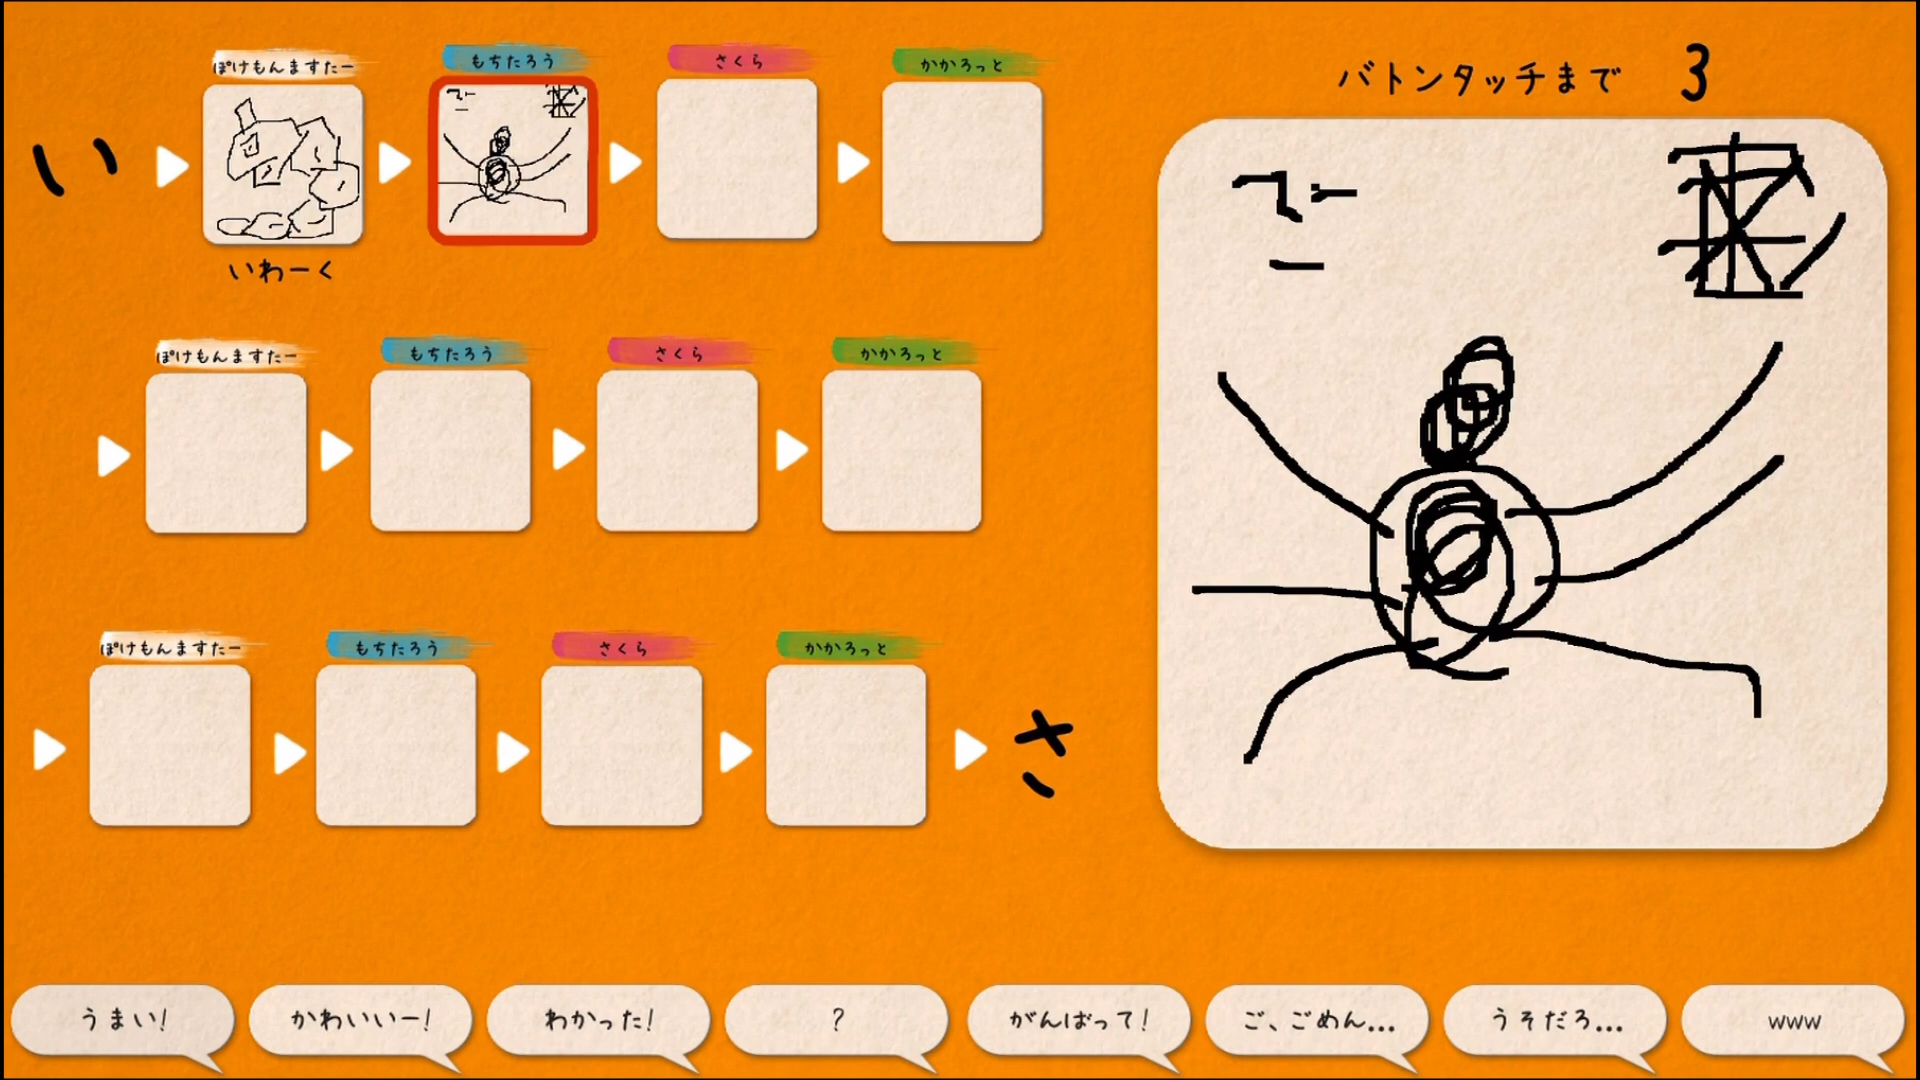 バトンタッチまで 3
ぽけもんますたー もちたろう さくら かかろっと
い
いわーく
ぽけもんますたー もちたろう さくら かかろっと
ぽけもんますたー もちたろう さくら かかろっと
さ
うまい! かわいいー! わかった! ? がんばって! ご、ごめん... うそだろ... www